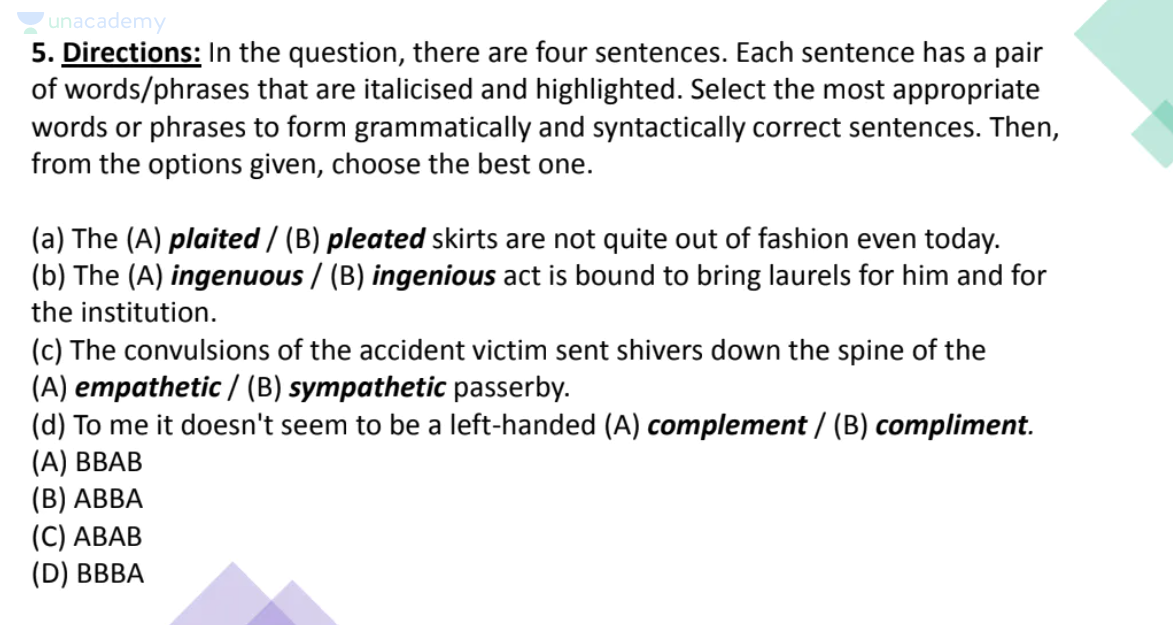 unacademy
5. Directions: In the question, there are four sentences. Each sentence has a pair
of words/phrases that are italicised and highlighted. Select the most appropriate
words or phrases to form grammatically and syntactically correct sentences. Then,
from the options given, choose the best one.
(a) The (A) plaited / (B) pleated skirts are not quite out of fashion even today.
(b) The (A) ingenuous / (B) ingenious act is bound to bring laurels for him and for
the institution.
(c) The convulsions of the accident victim sent shivers down the spine of the
(A) empathetic / (B) sympathetic passerby.
(d) To me it doesn't seem to be a left-handed (A) complement / (B) compliment.
(A) BBAB
(B) ABBA
(C) ABAB
(D) BBBA